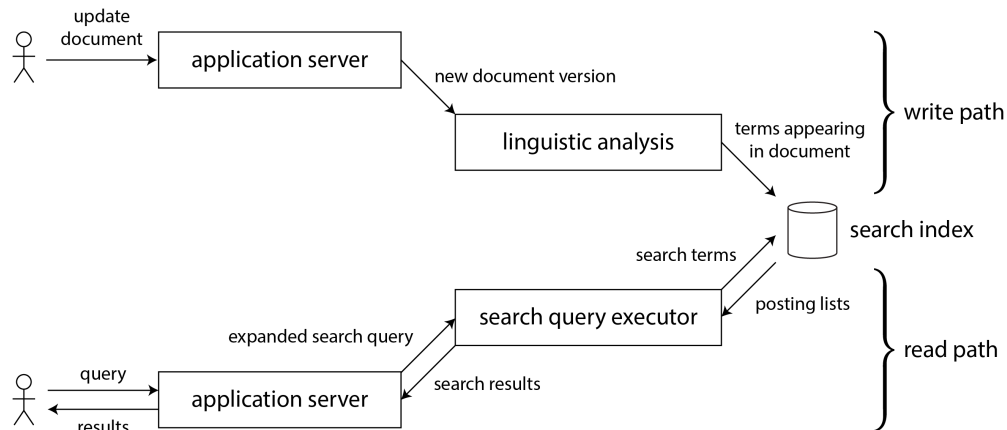 update
document
application server
new document version
linguistic analysis
terms appearing
in document
write path
search index
search terms
posting lists
search query executor
expanded search query
search results
read path
query
application server
results